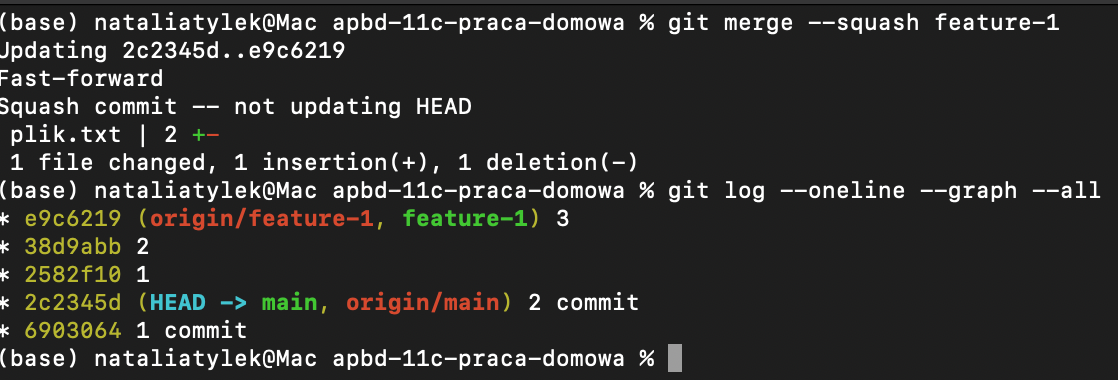 (base) nataliatylek@Mac apbd-11c-praca-domowa % git merge --squash feature-1
Updating 2c2345d..e9c6219
Fast-forward
Squash commit -- not updating HEAD
 plik.txt | 2 +-
 1 file changed, 1 insertion(+), 1 deletion(-)
(base) nataliatylek@Mac apbd-11c-praca-domowa % git log --oneline --graph --all
* e9c6219 (origin/feature-1, feature-1) 3
* 38d9abb 2
* 2582f10 1
* 2c2345d (HEAD -> main, origin/main) 2 commit
* 6903064 1 commit
(base) nataliatylek@Mac apbd-11c-praca-domowa %